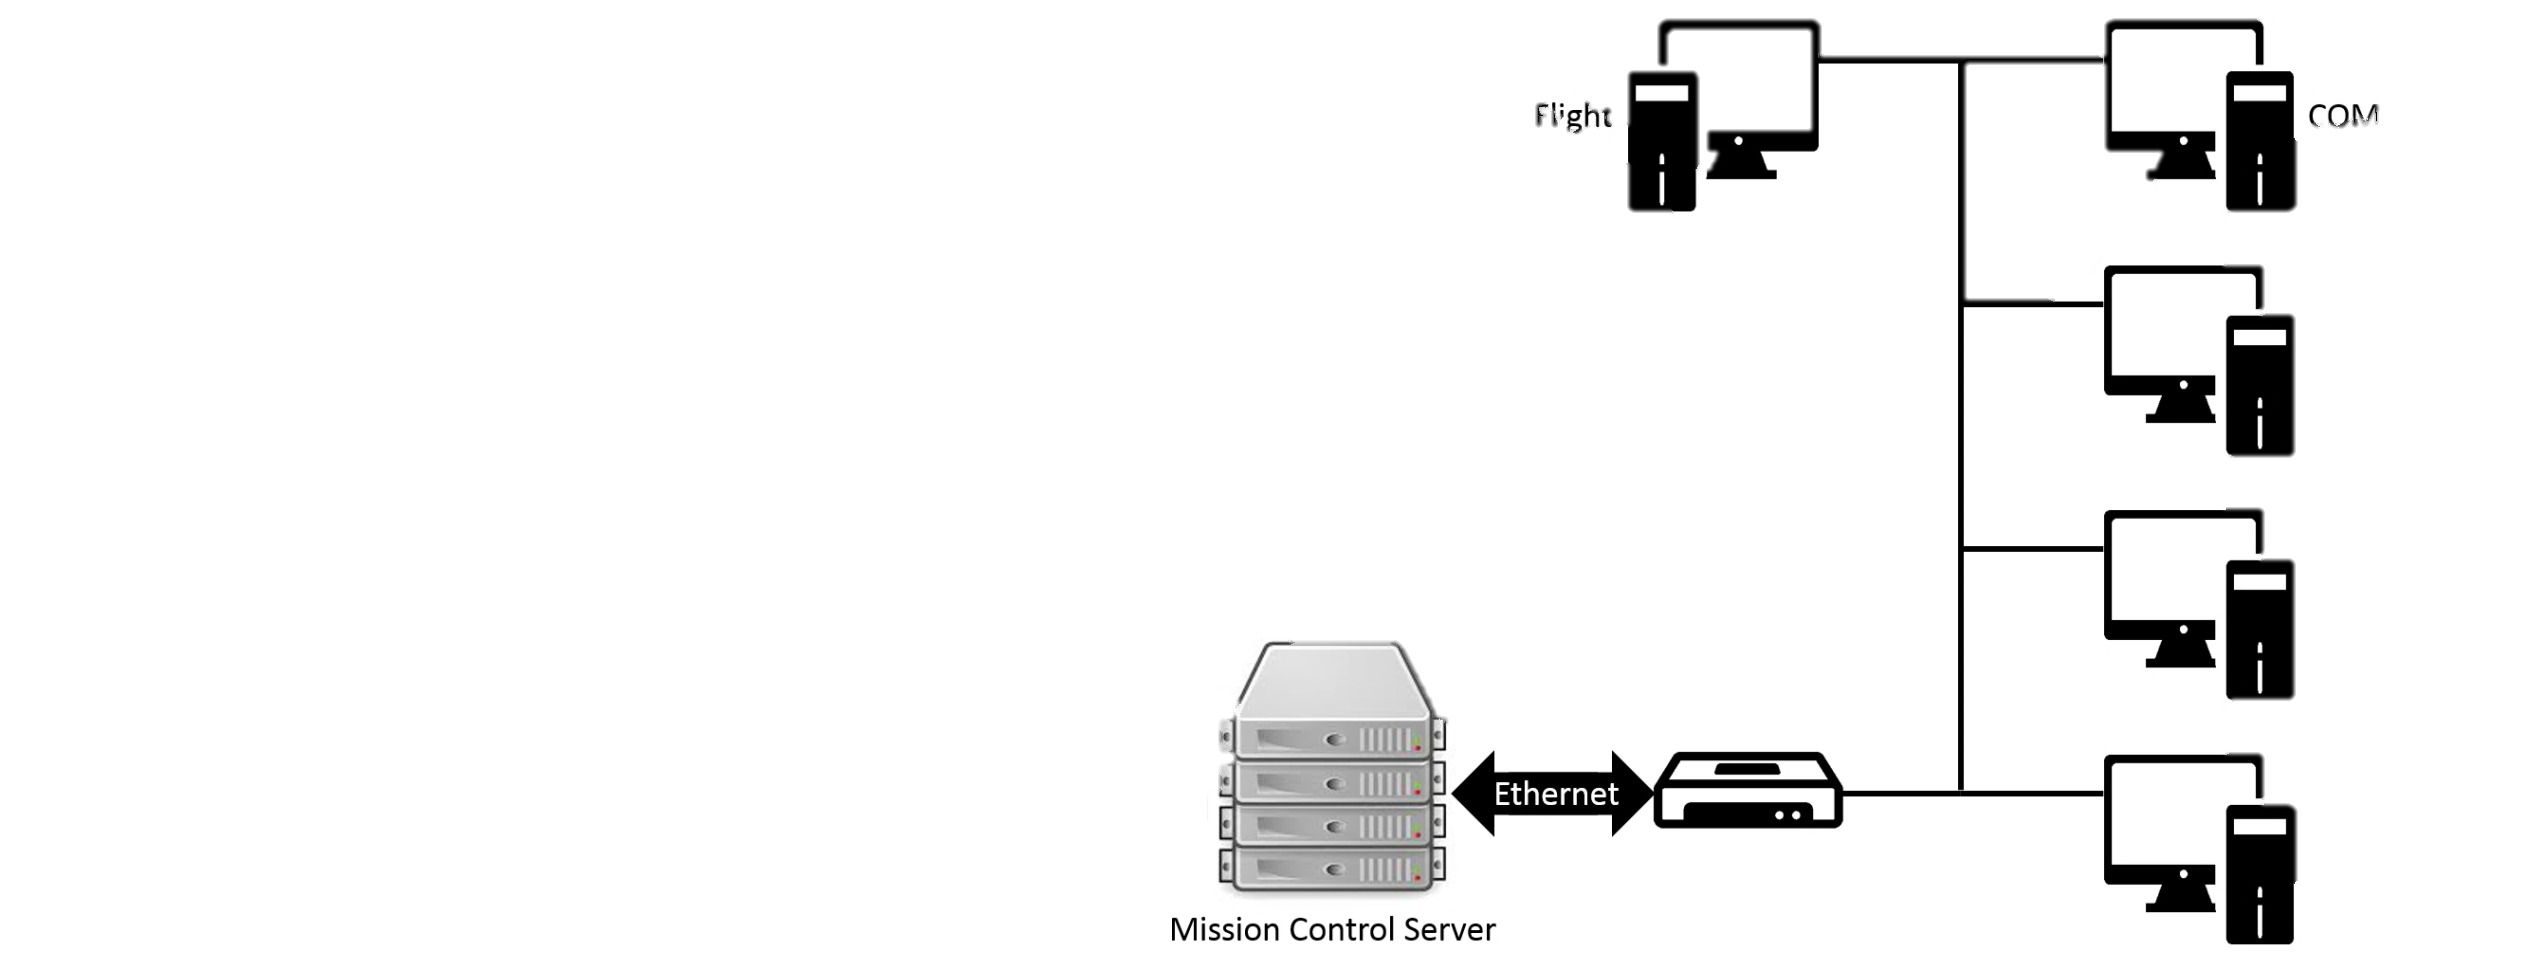 Flight
COM
Ethernet
Mission Control Server